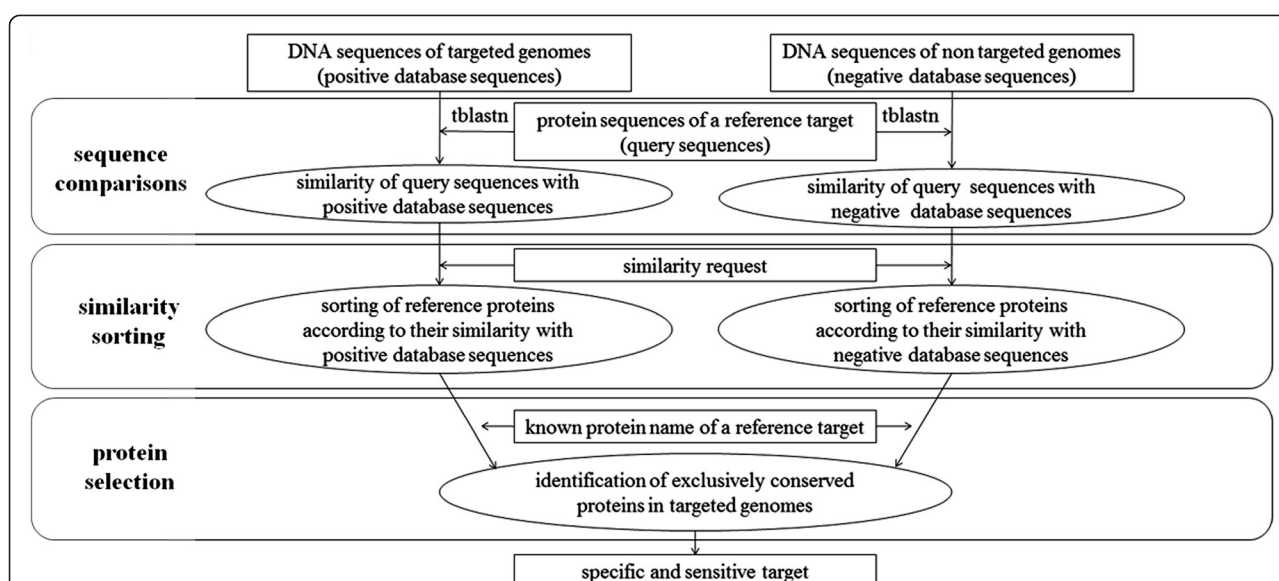 DNA sequences of targeted genomes
(positive database sequences)
DNA sequences of non targeted genomes
(negative database sequences)
tblastn
protein sequences of a reference target
(query sequences)
tblastn
sequence
comparisons
similarity of query sequences with
positive database sequences
similarity of query sequences with
negative database sequences
similarity request
similarity
sorting
sorting of reference proteins
according to their similarity with
positive database sequences
sorting of reference proteins
according to their similarity with
negative database sequences
known protein name of a reference target
protein
selection
identification of exclusively conserved
proteins in targeted genomes
specific and sensitive target